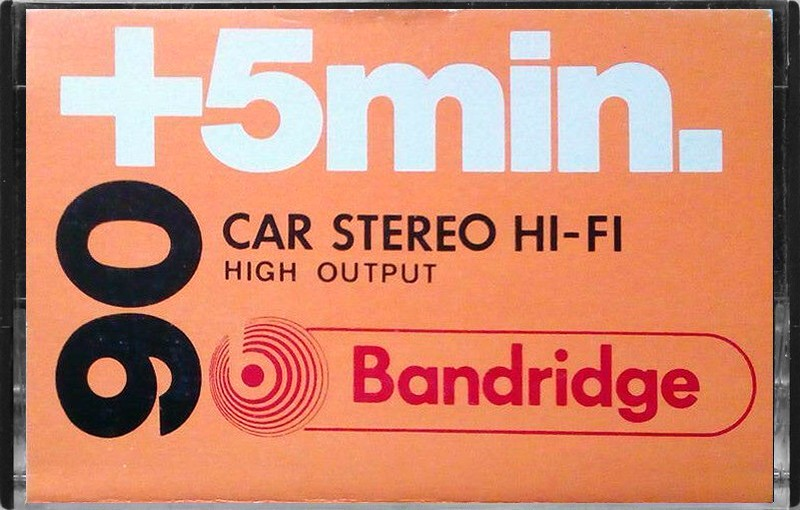 +5min.
90
CAR STEREO HI-FI
HIGH OUTPUT
Bandridge